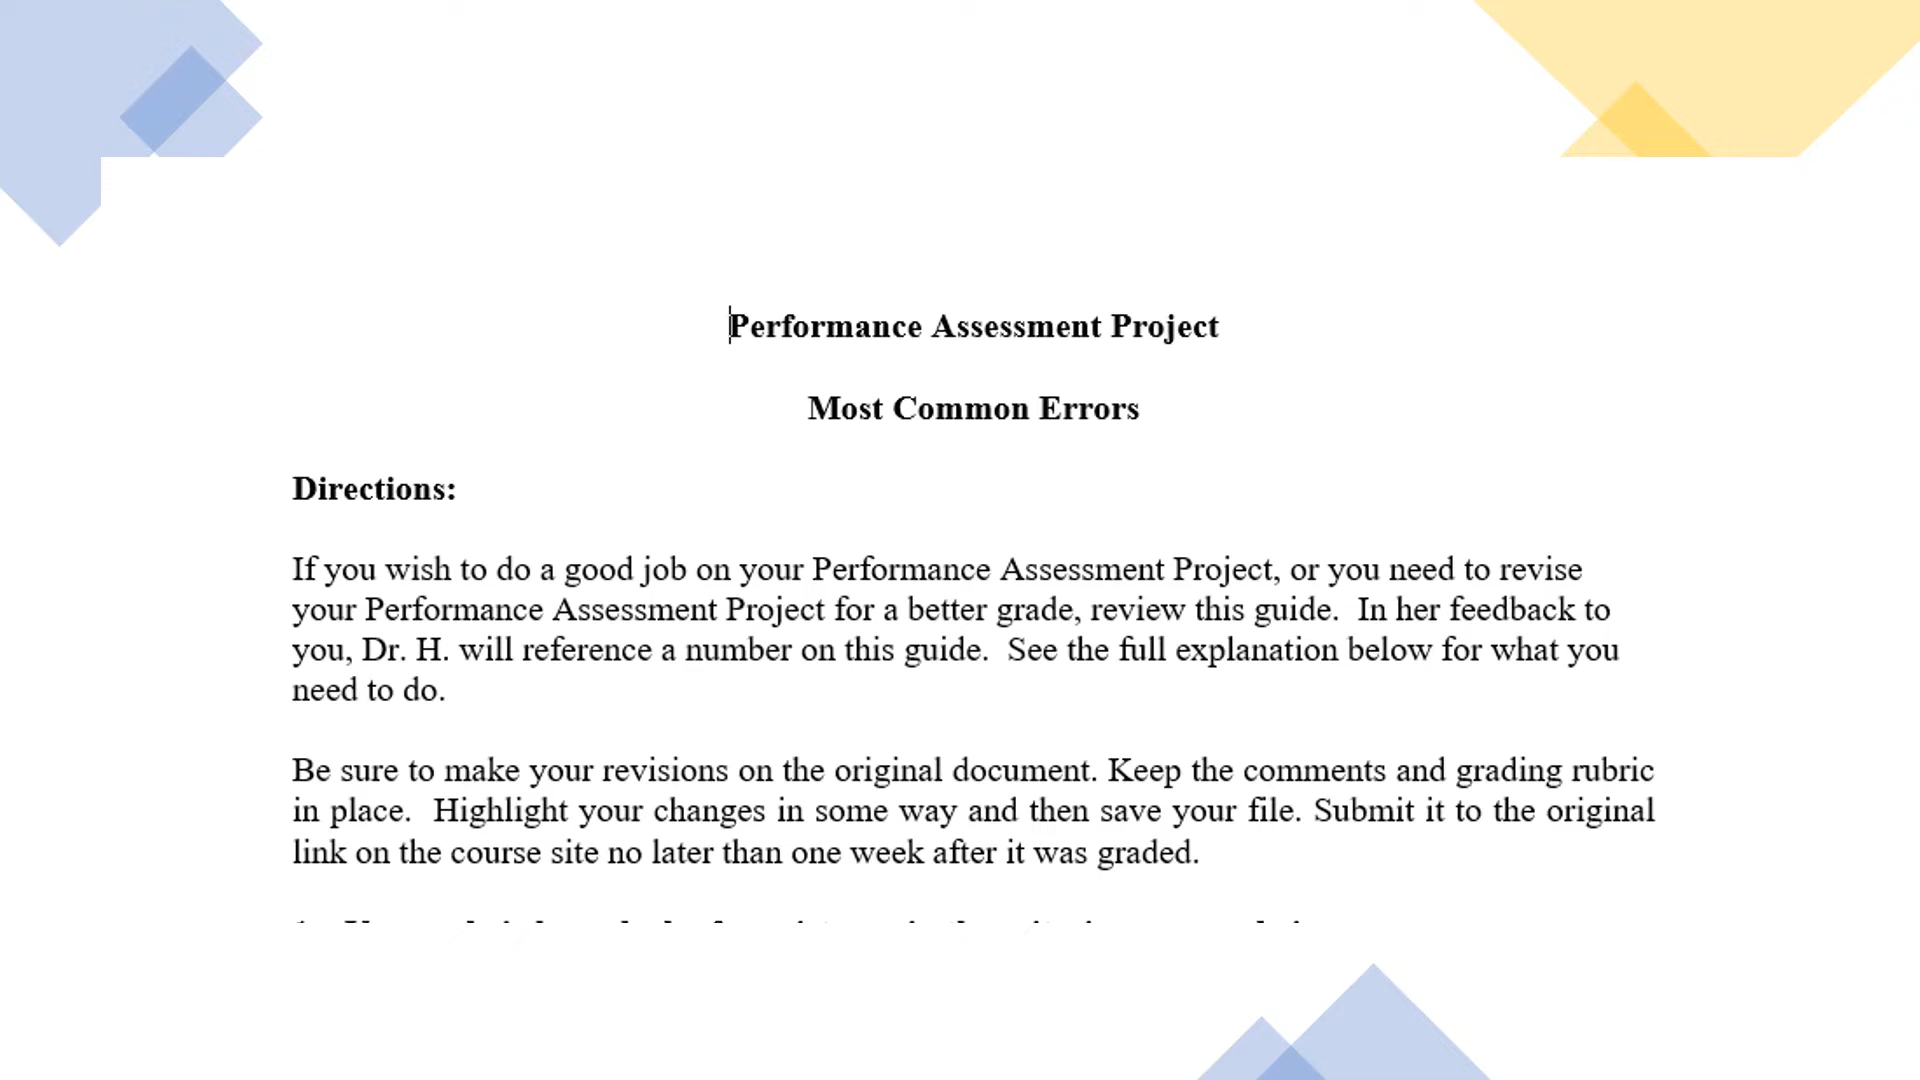 Performance Assessment Project
Most Common Errors
Directions:
If you wish to do a good job on your Performance Assessment Project, or you need to revise
your Performance Assessment Project for a better grade, review this guide.  In her feedback to
you, Dr. H. will reference a number on this guide.  See the full explanation below for what you
need to do.
Be sure to make your revisions on the original document. Keep the comments and grading rubric
in place.  Highlight your changes in some way and then save your file. Submit it to the original
link on the course site no later than one week after it was graded.